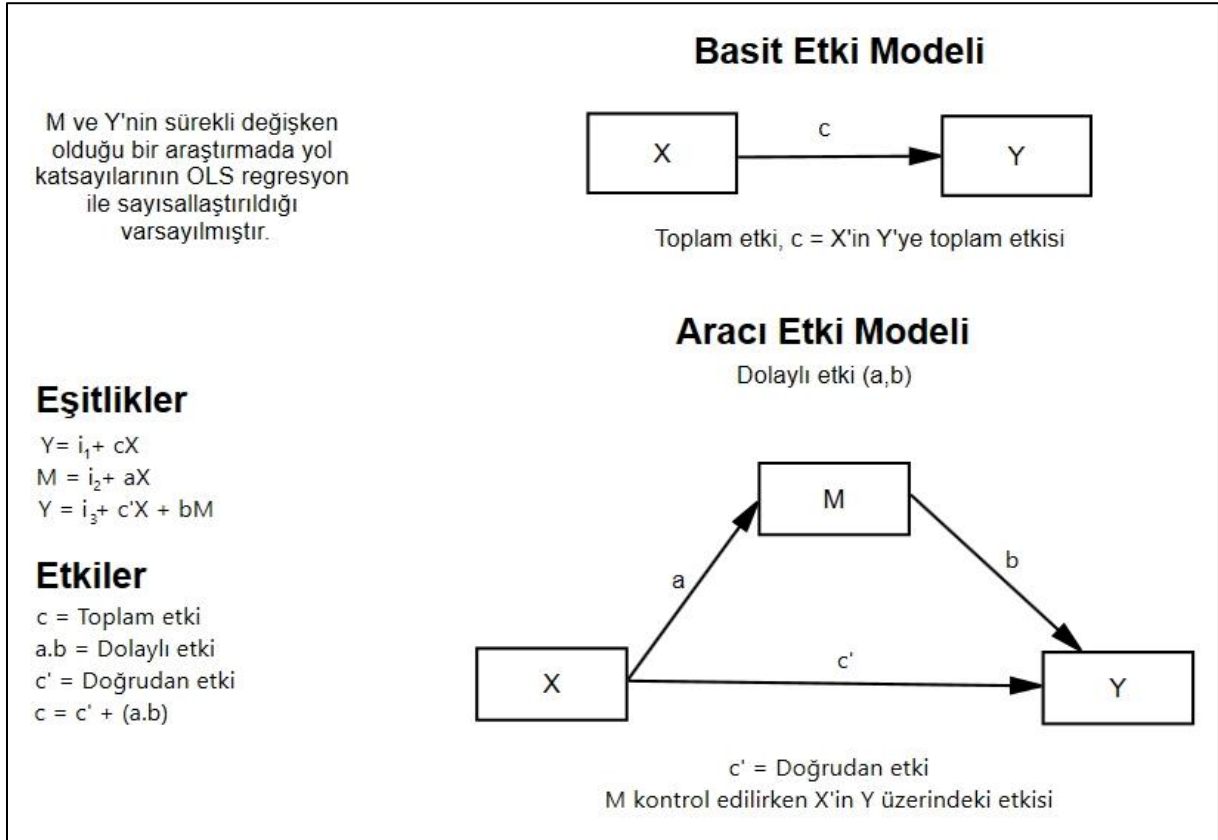 Basit Etki Modeli
M ve Y'nin sürekli değişken
olduğu bir araştırmada yol
katsayılarının OLS regresyon
ile sayısallaştırıldığı
varsayılmıştır.
X
c
Y
Toplam etki, c = X'in Y'ye toplam etkisi
Aracı Etki Modeli
Dolaylı etki (a,b)
Eşitlikler
Y= i₁+ cX
M = i₂+ aX
Y = i₃+ c'X + bM
Etkiler
c = Toplam etki
a.b = Dolaylı etki
c' = Doğrudan etki
c = c' + (a.b)
M
a
b
X
c'
Y
c' = Doğrudan etki
M kontrol edilirken X'in Y üzerindeki etkisi